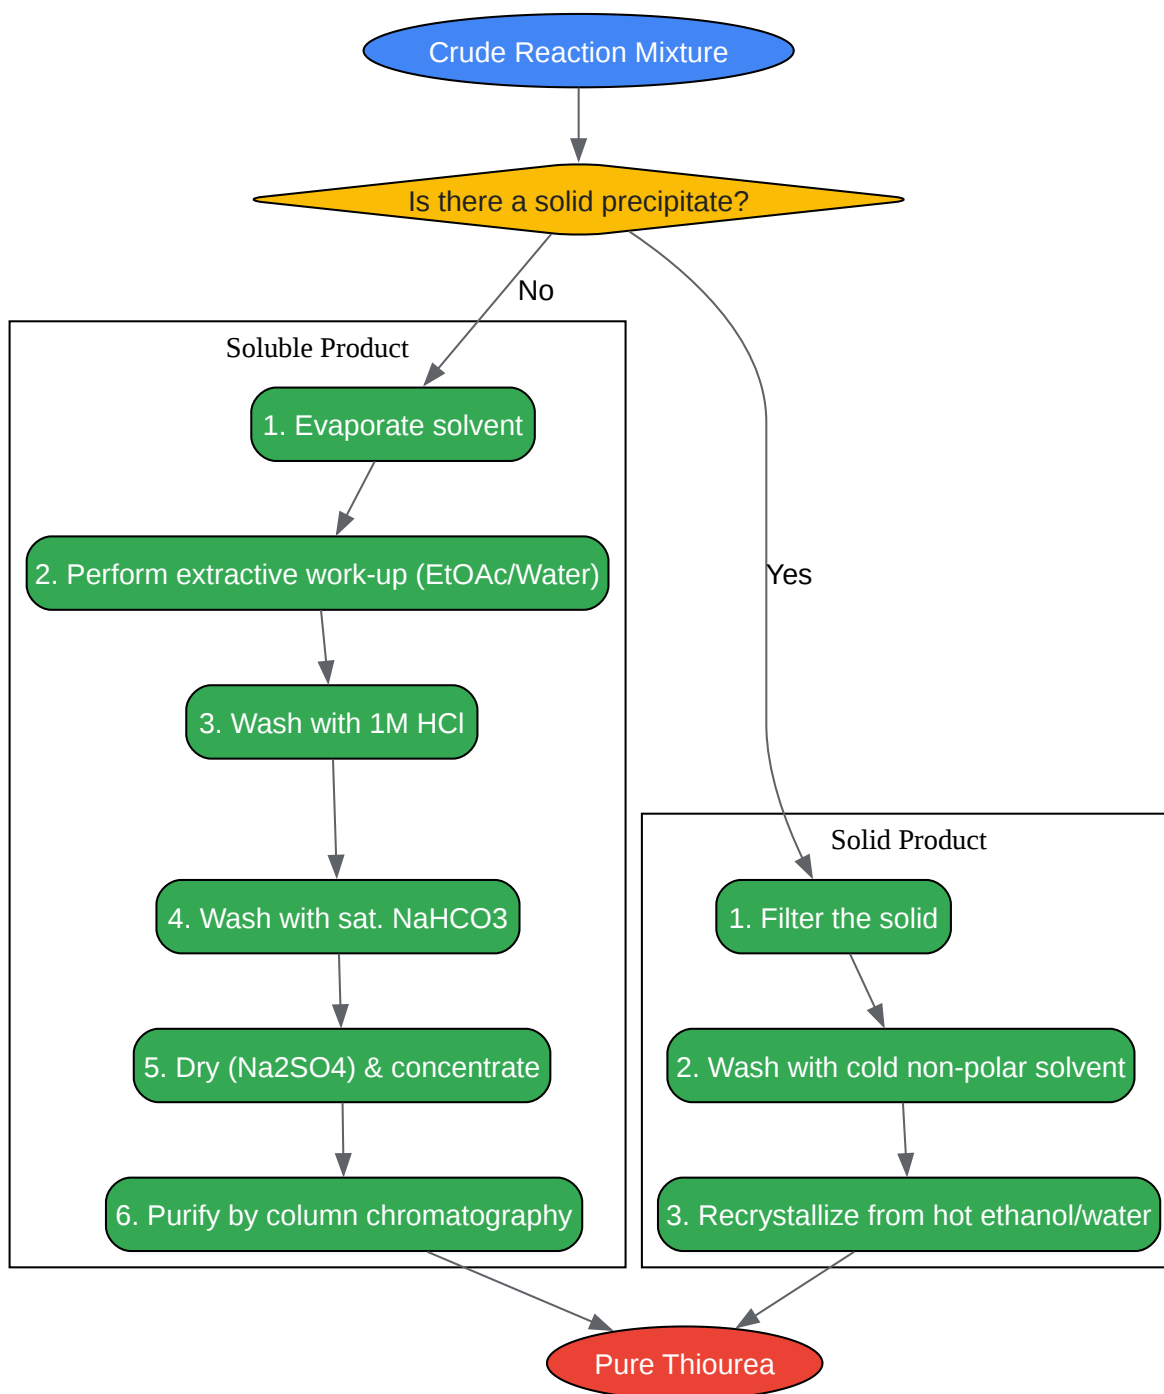 Crude Reaction Mixture
Is there a solid precipitate?
No
Soluble Product
1. Evaporate solvent
2. Perform extractive work-up (EtOAc/Water)
3. Wash with 1M HCl
4. Wash with sat. NaHCO3
5. Dry (Na2SO4) & concentrate
6. Purify by column chromatography
Yes
Solid Product
1. Filter the solid
2. Wash with cold non-polar solvent
3. Recrystallize from hot ethanol/water
Pure Thiourea